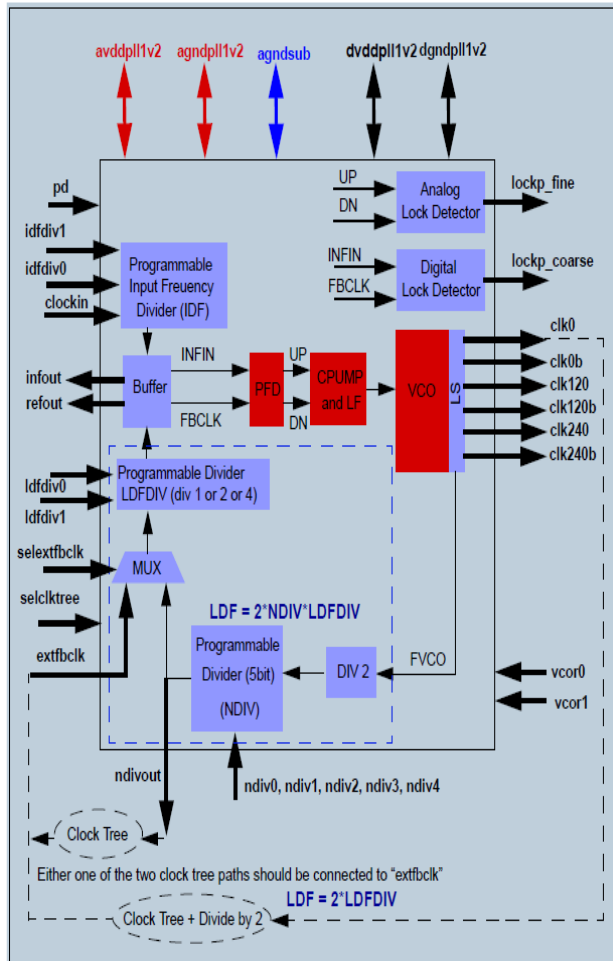 avddpll1v2 agndpll1v2 agndsub dvddpll1v2 dgndpll1v2
pd
UP
DN
Analog
Lock Detector
lockp_fine
idfdiv1
idfdiv0
clockin
Programmable
Input Freuency
Divider (IDF)
INFIN
FBCLK
Digital
Lock Detector
lockp_coarse
infout
refout
Buffer
INFIN
FBCLK
PFD
UP
DN
CPUMP
and LF
VCO
LS
clk0
clk0b
clk120
clk120b
clk240
clk240b
ldfdiv0
ldfdiv1
Programmable Divider
LDFDIV (div 1 or 2 or 4)
selextfbclk
MUX
selclktree
LDF = 2*NDIV*LDFDIV
extfbclk
Programmable
Divider (5bit)
(NDIV)
DIV 2
FVCO
vcor0
vcor1
ndivout
ndiv0, ndiv1, ndiv2, ndiv3, ndiv4
Clock Tree
Either one of the two clock tree paths should be connected to “extfbclk”
LDF = 2*LDFDIV
Clock Tree + Divide by 2